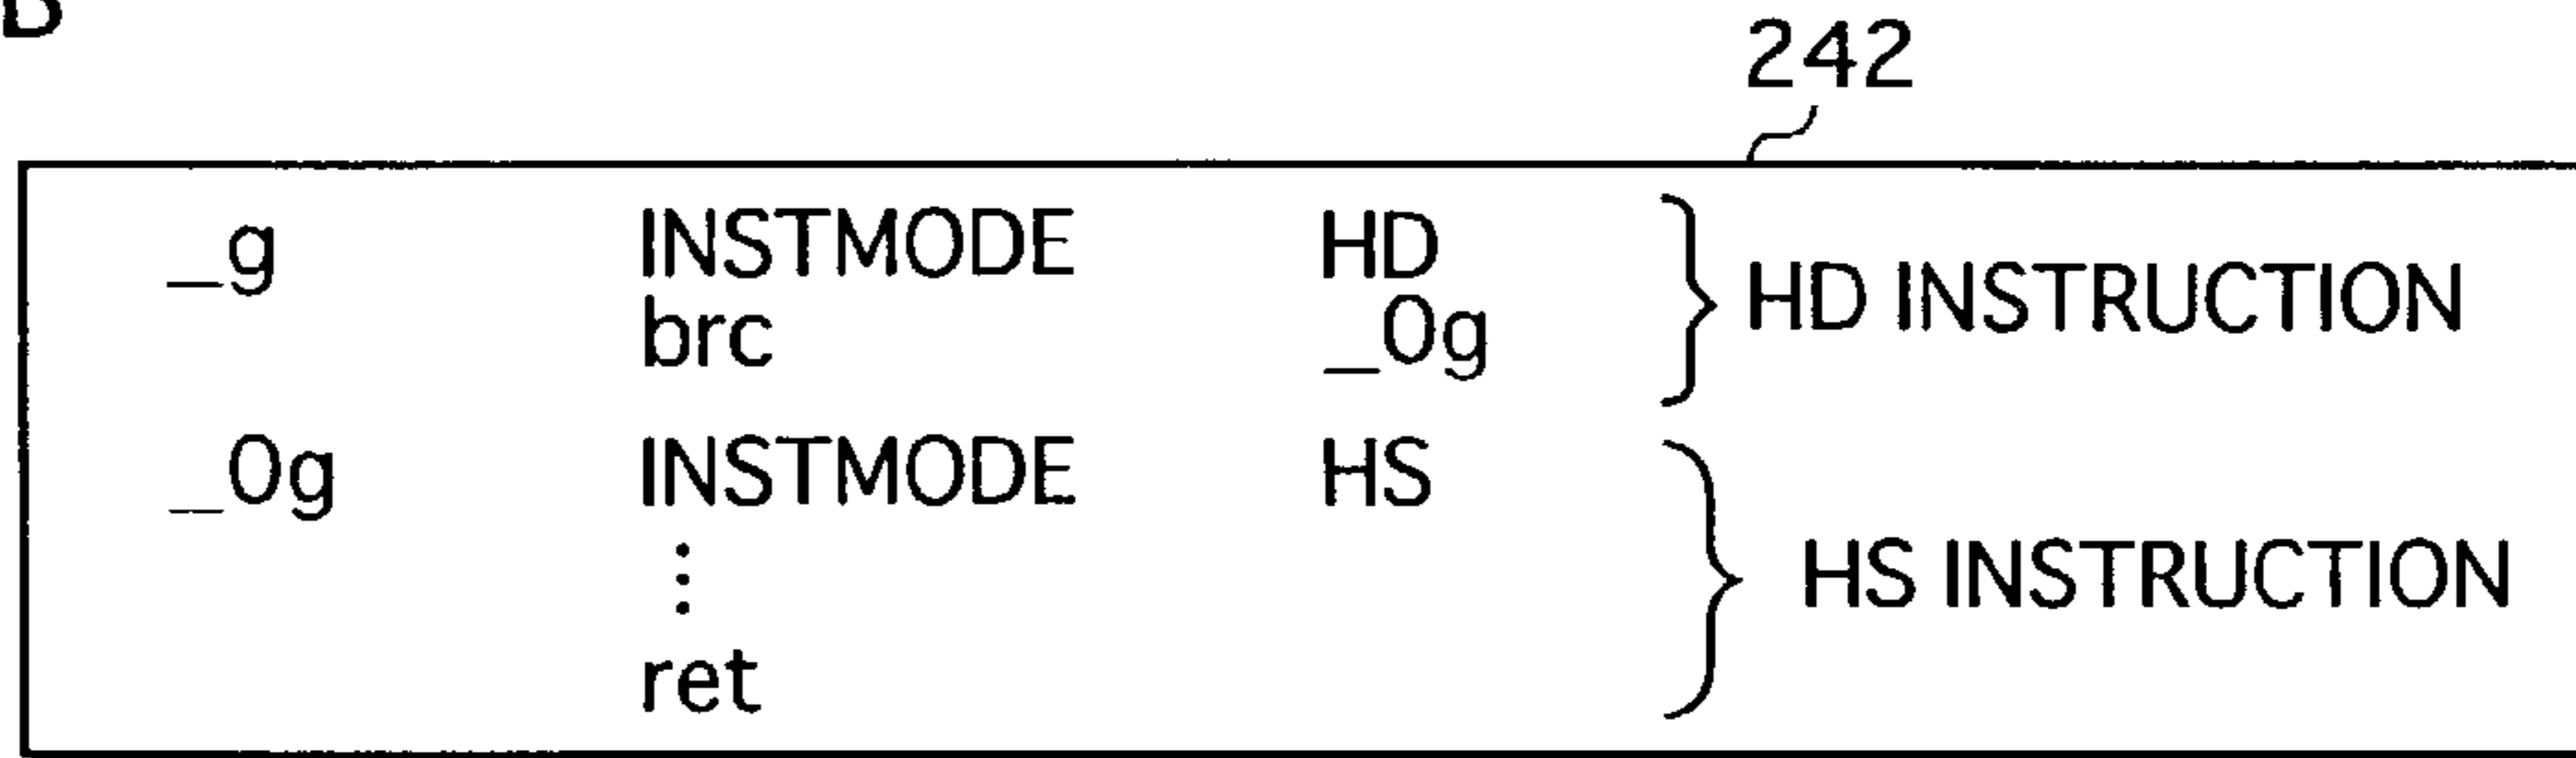 B
242
_g INSTMODE HD
brc _0g
HD INSTRUCTION
_0g INSTMODE HS
⋮
ret
HS INSTRUCTION